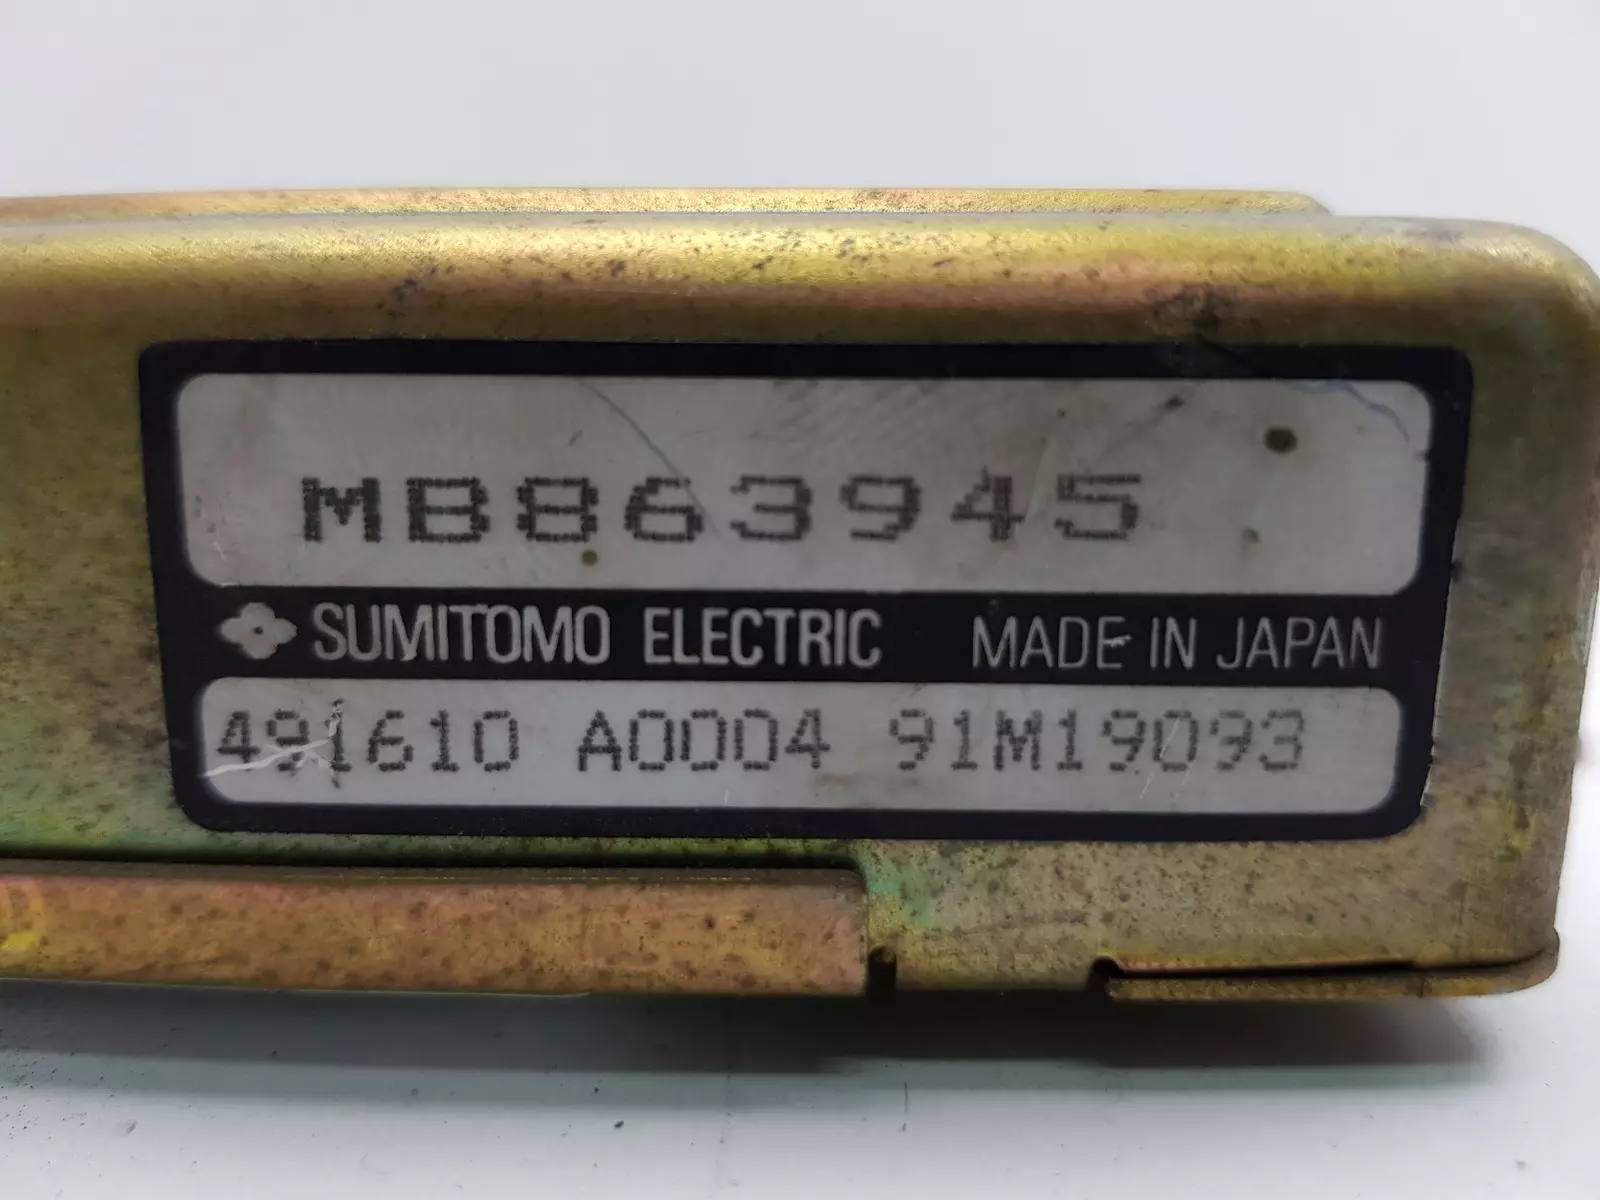 MB863945
SUMITOMO ELECTRIC MADE IN JAPAN
491610 A0004 91M19093